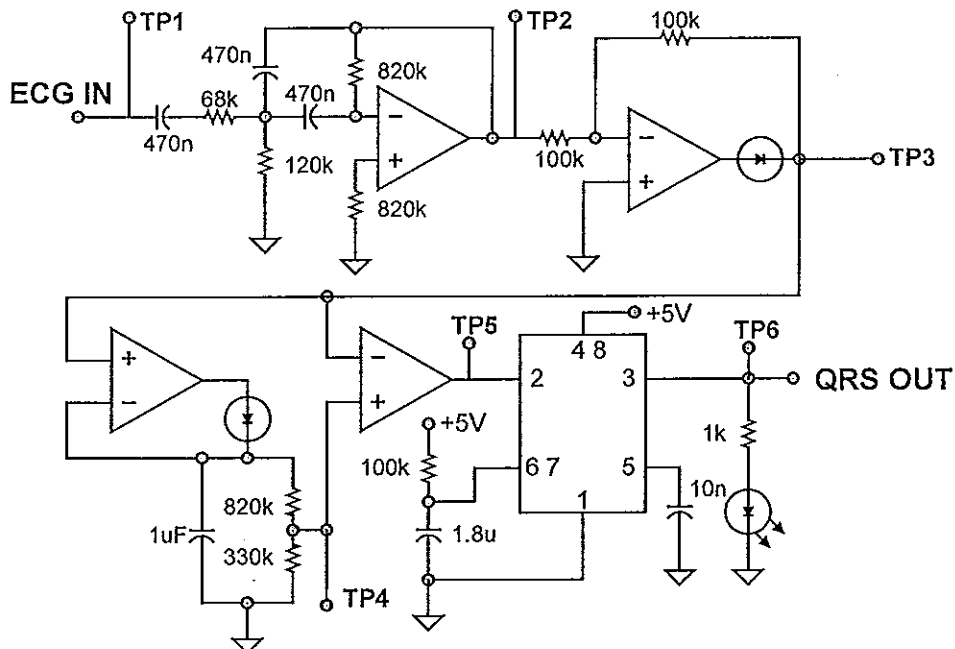 TP1
TP2
100k
470n
820k
ECG IN
68k
470n
470n
100k
120k
820k
TP3
- +
- +
+5V
TP5
TP6
4 8
+ -
- +
2
3
QRS OUT
+5V
1k
100k
6 7
5
10n
1
820k
1uF
1.8u
330k
TP4